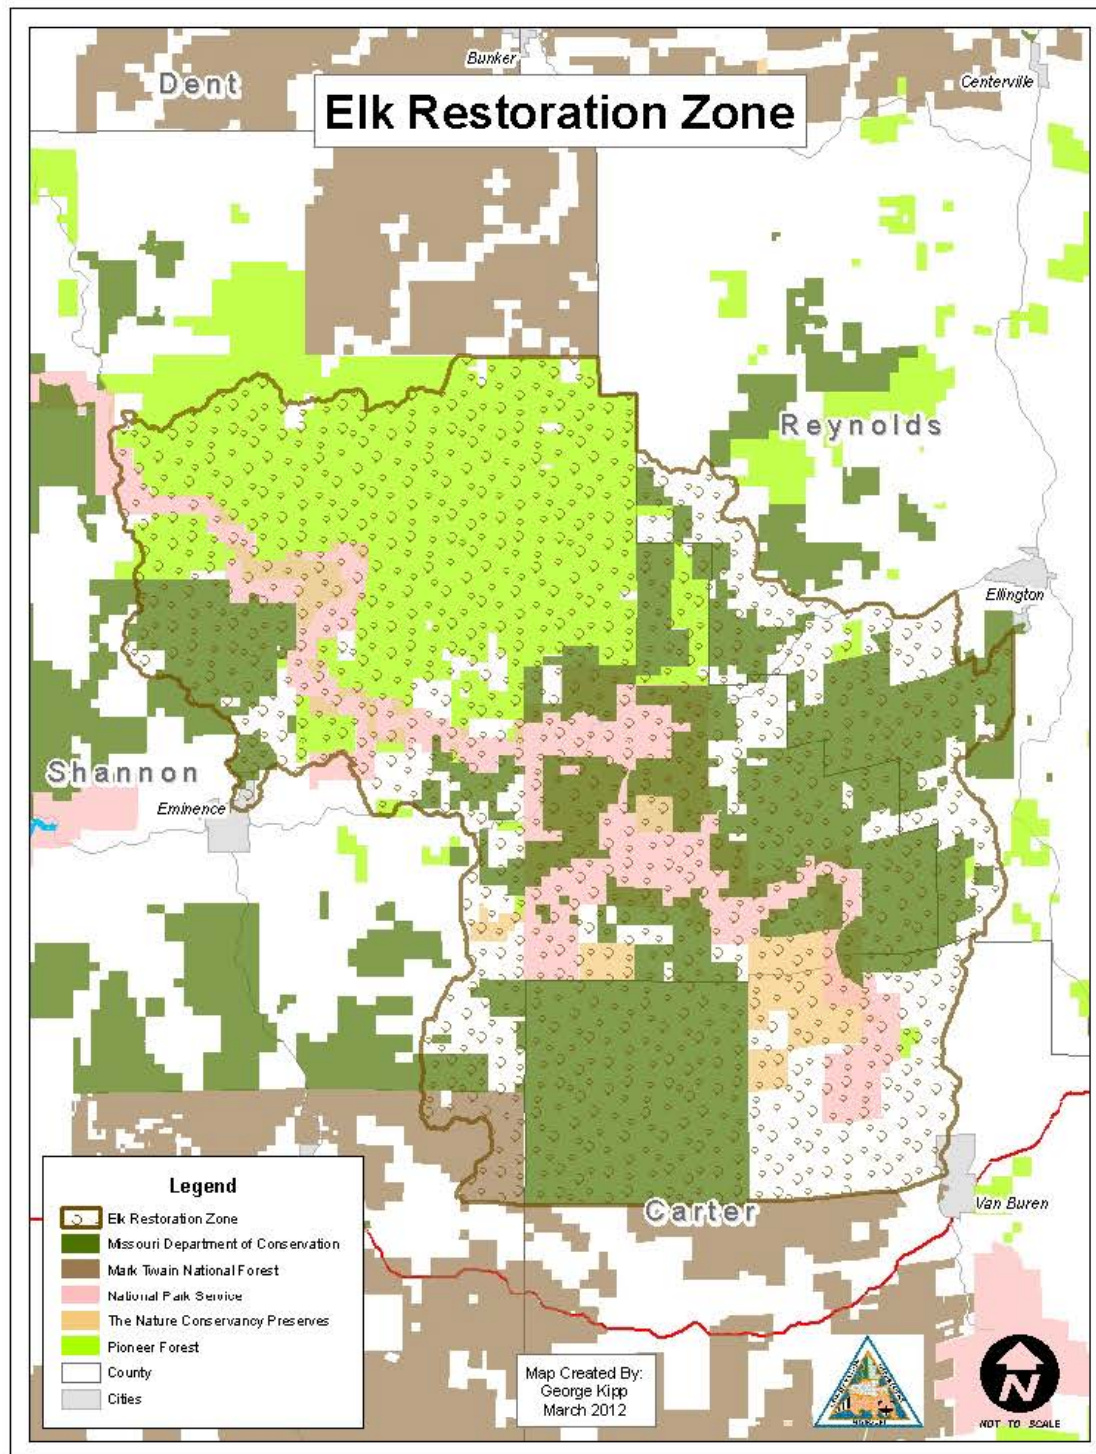 Bunker
Dent
Centerville
Elk Restoration Zone
Reynolds
Ellington
Shannon
Eminence
Legend
Elk Restoration Zone
Missouri Department of Conservation
Mark Twain National Forest
National Park Service
The Nature Conservancy Preserves
Pioneer Forest
County
Cities
Carter
Van Buren
Map Created By:
George Kipp
March 2012
N
NOT TO SCALE